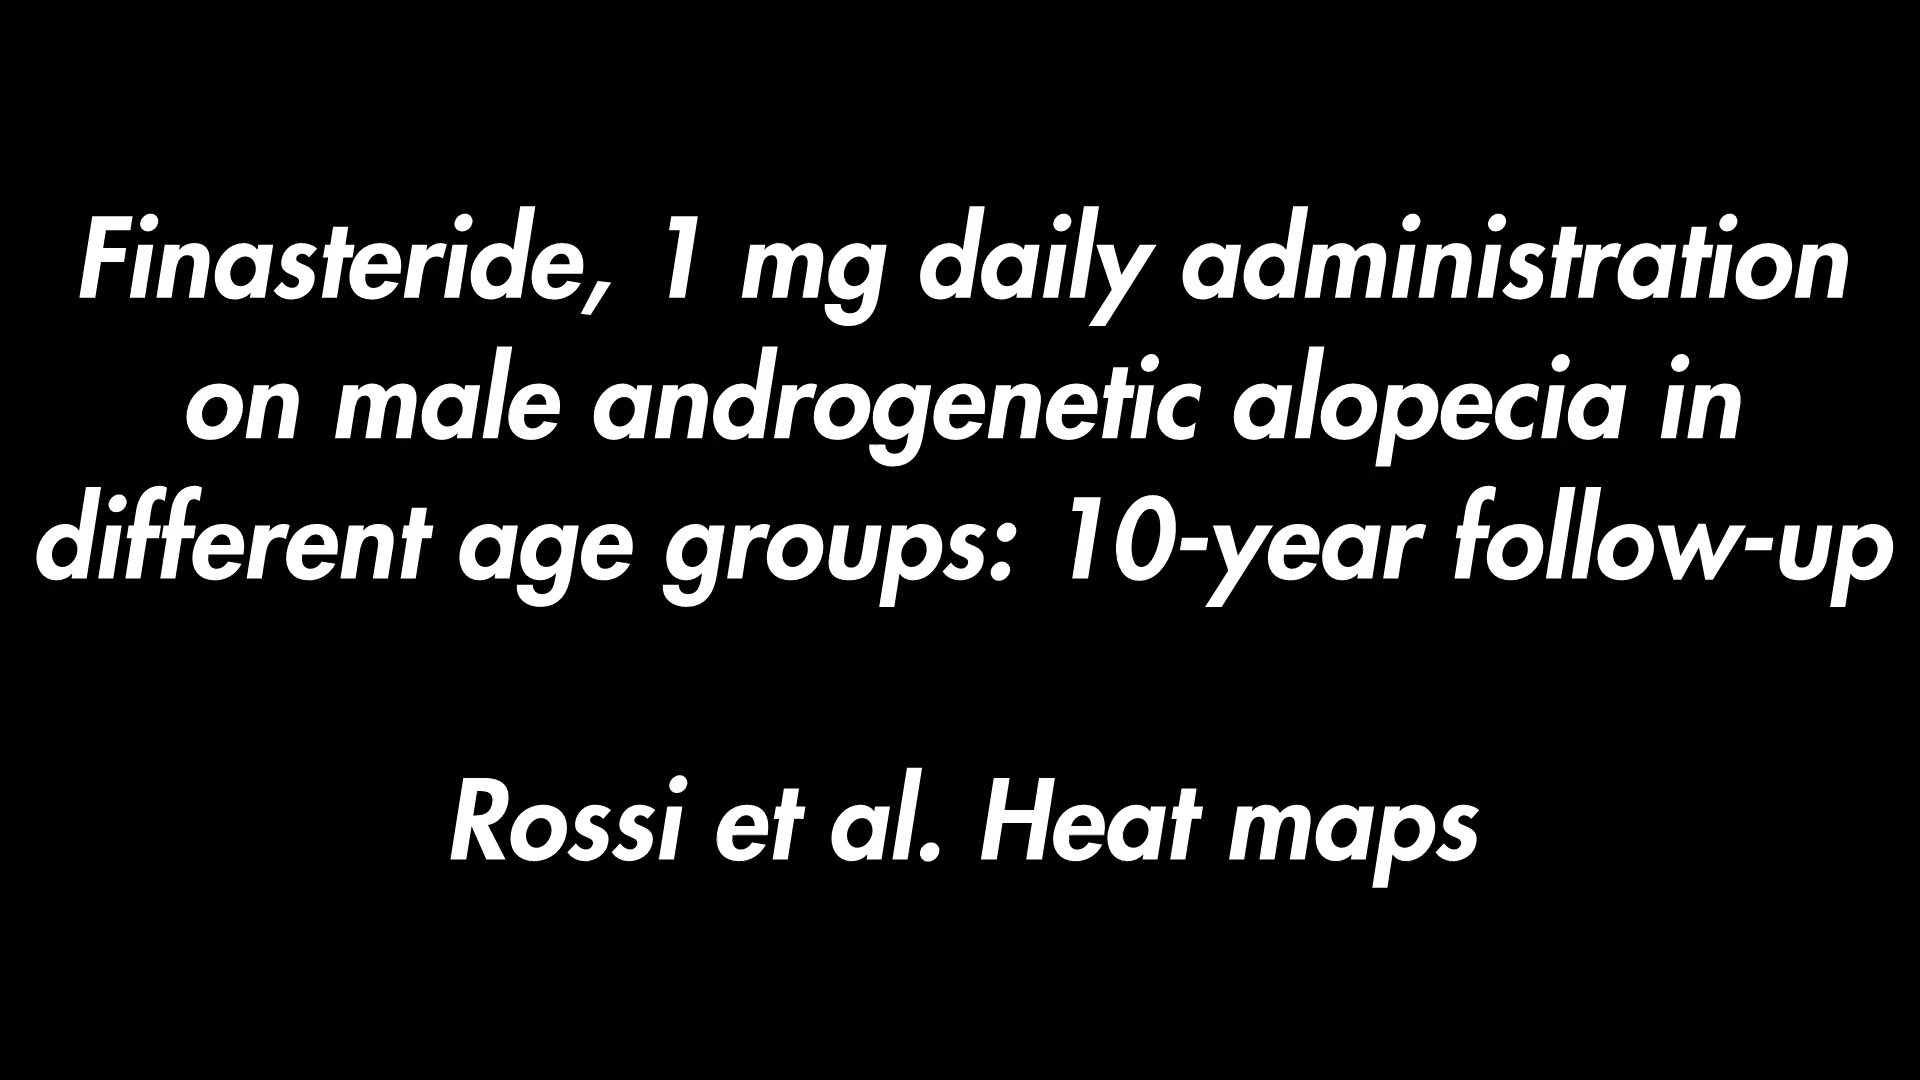 Finasteride, 1 mg daily administration
on male androgenetic alopecia in
different age groups: 10-year follow-up
Rossi et al. Heat maps